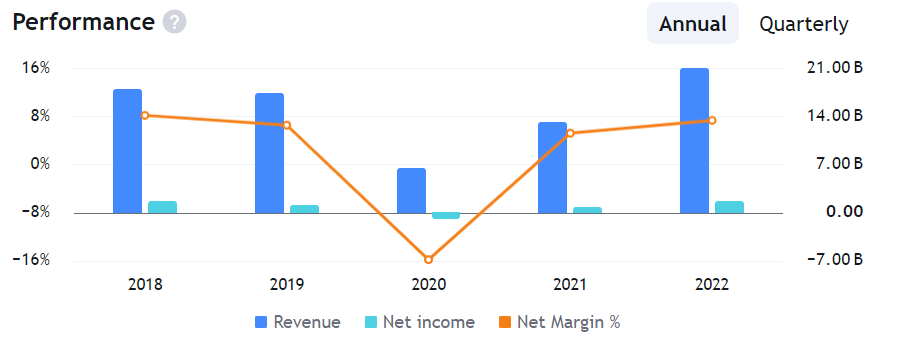 Performance ? Annual Quarterly
16% 21.00 B
8% 14.00 B
0% 7.00 B
−8% 0.00
−16% −7.00 B
2018 2019 2020 2021 2022
Revenue Net income Net Margin %